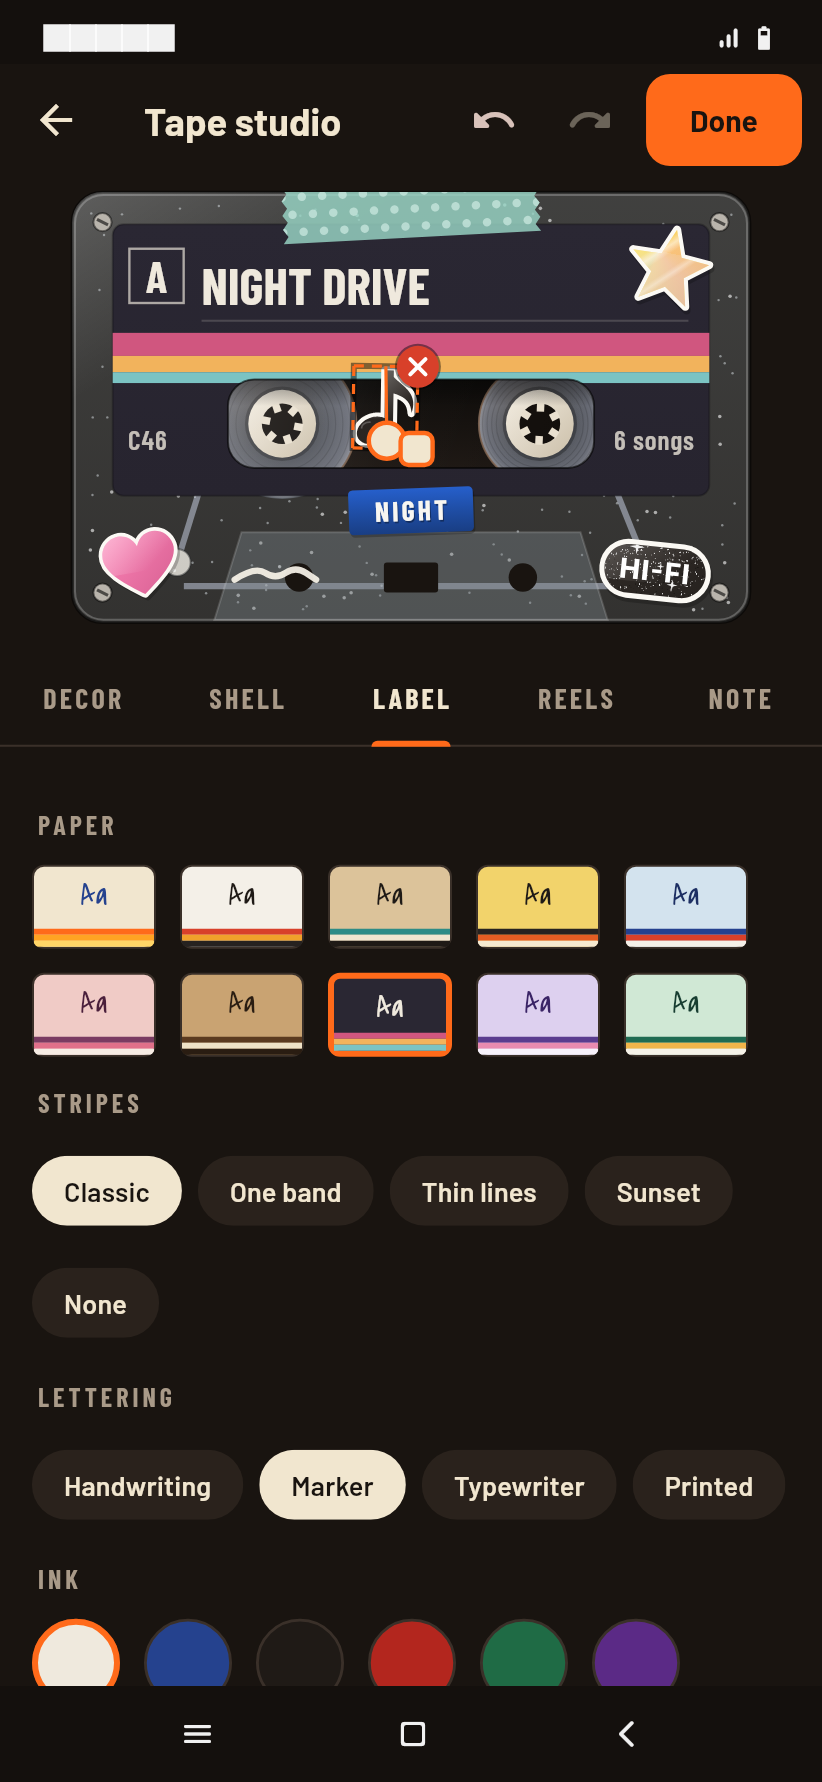 Tape studio
Done
A
NIGHT DRIVE
C46
6 songs
NIGHT
HI-FI
DECOR
SHELL
LABEL
REELS
NOTE
PAPER
Aa
Aa
Aa
Aa
Aa
Aa
Aa
Aa
Aa
Aa
STRIPES
Classic
One band
Thin lines
Sunset
None
LETTERING
Handwriting
Marker
Typewriter
Printed
INK